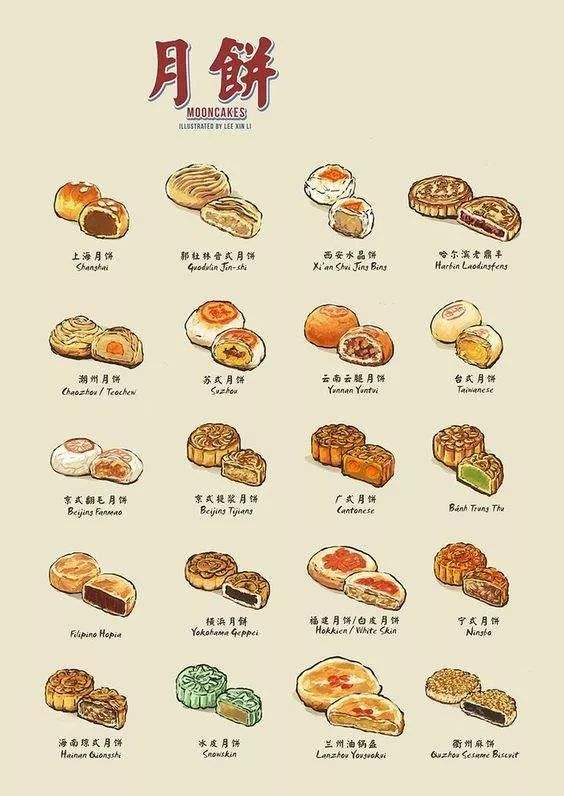 月餅
MOONCAKES
ILLUSTRATED BY LEE XIN LI
上海月饼
Shanghai
郭杜林晋式月饼
Guodulin Jin-shi
西安水晶饼
Xi'an Shui Jing Bing
哈尔滨老鼎丰
Harbin Laodingfeng
潮州月饼
Chaozhou / Teochew
苏式月饼
Suzhou
云南云腿月饼
Yunnan Yuntui
台式月饼
Taiwanese
京式翻毛月饼
Beijing Fanmao
京式提浆月饼
Beijing Tijiang
广式月饼
Cantonese
Bánh Trung Thu
Filipino Hopia
横浜月餅
Yokohama Geppei
福建月饼/白皮月饼
Hokkien / White Skin
宁式月饼
Ningbo
海南琼式月饼
Hainan Qiongshi
冰皮月饼
Snowskin
兰州油锅盔
Lanzhou Youguokui
衢州麻饼
Quzhou Sesame Biscuit